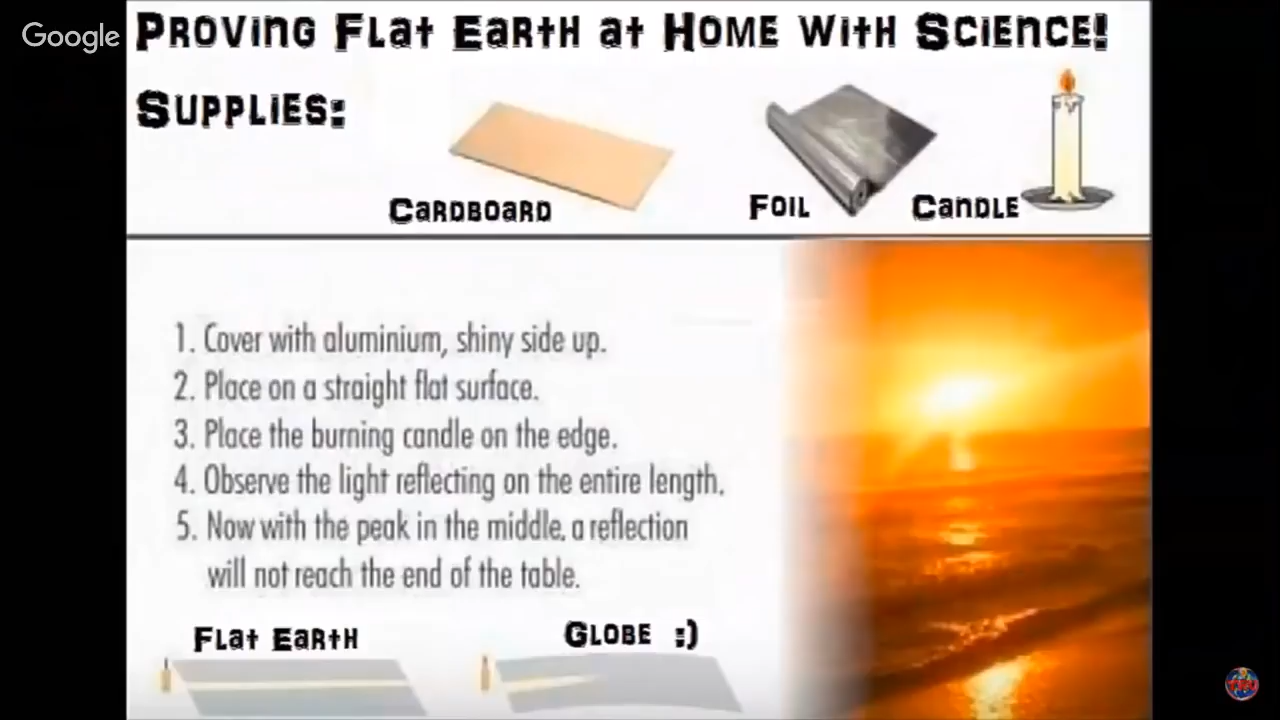 Google
Proving Flat Earth at Home with Science!
Supplies:
Cardboard
Foil
Candle
1. Cover with aluminium, shiny side up.
2. Place on a straight flat surface.
3. Place the burning candle on the edge.
4. Observe the light reflecting on the entire length.
5. Now with the peak in the middle, a reflection
will not reach the end of the table.
Flat Earth
Globe :)